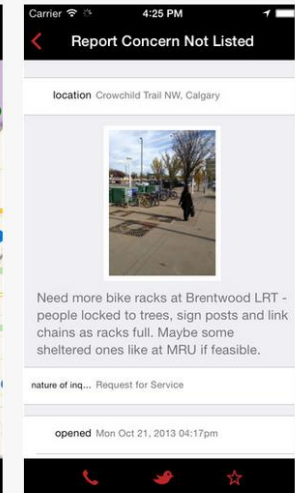 Carrier 4:25 PM
Report Concern Not Listed
location Crowchild Trail NW, Calgary
Need more bike racks at Brentwood LRT -
people locked to trees, sign posts and link
chains as racks full. Maybe some
sheltered ones like at MRU if feasible.
nature of inq... Request for Service
opened Mon Oct 21, 2013 04:17pm